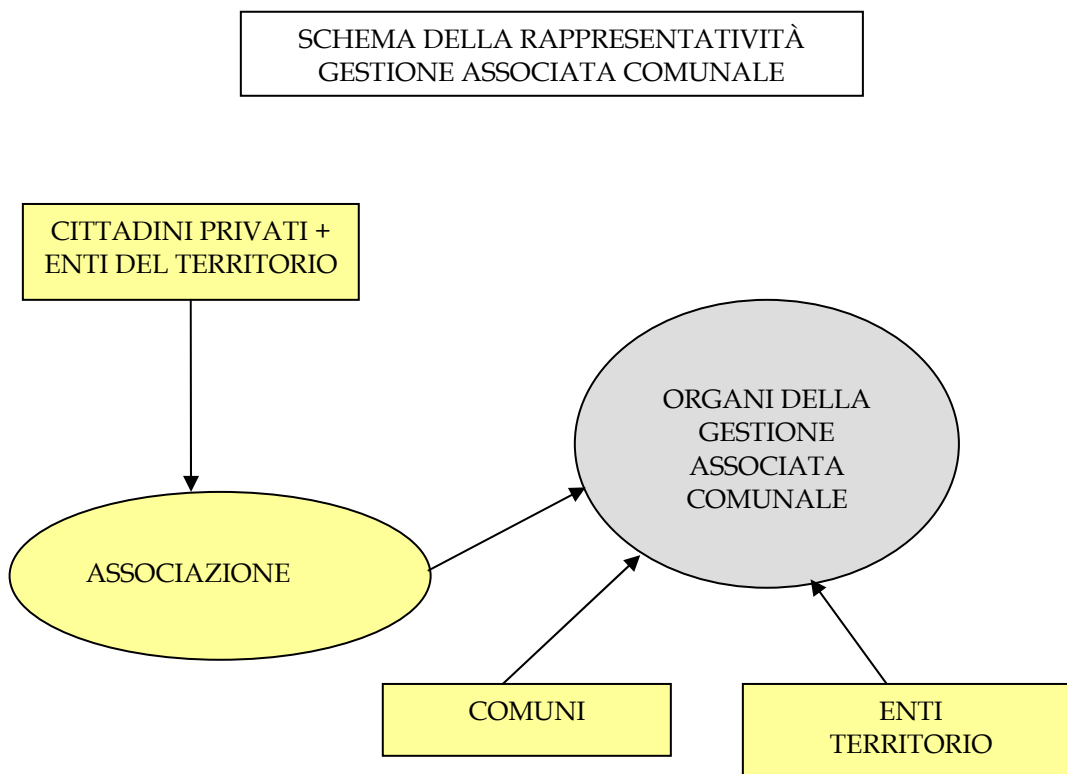 SCHEMA DELLA RAPPRESENTATIVITÀ
GESTIONE ASSOCIATA COMUNALE
CITTADINI PRIVATI +
ENTI DEL TERRITORIO
ORGANI DELLA
GESTIONE
ASSOCIATA
COMUNALE
ASSOCIAZIONE
COMUNI
ENTI
TERRITORIO